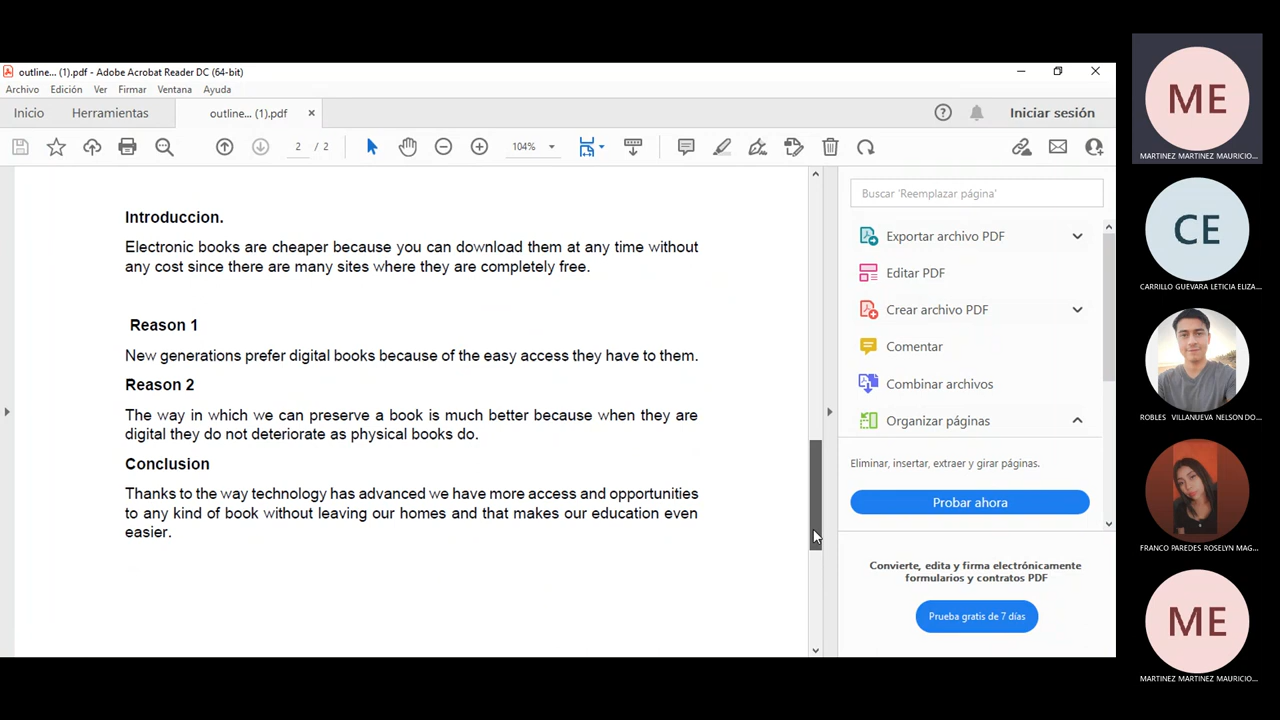 outline... (1).pdf - Adobe Acrobat Reader DC (64-bit)
Archivo Edición Ver Firmar Ventana Ayuda
Inicio Herramientas outline... (1).pdf Iniciar sesión
2 / 2 104%
Introduccion.
Electronic books are cheaper because you can download them at any time without
any cost since there are many sites where they are completely free.
Reason 1
New generations prefer digital books because of the easy access they have to them.
Reason 2
The way in which we can preserve a book is much better because when they are
digital they do not deteriorate as physical books do.
Conclusion
Thanks to the way technology has advanced we have more access and opportunities
to any kind of book without leaving our homes and that makes our education even
easier.
Buscar 'Reemplazar página'
Exportar archivo PDF
Editar PDF
Crear archivo PDF
Comentar
Combinar archivos
Organizar páginas
Eliminar, insertar, extraer y girar páginas.
Probar ahora
Convierte, edita y firma electrónicamente
formularios y contratos PDF
Prueba gratis de 7 días
ME
MARTINEZ MARTINEZ MAURICIO...
CE
CARRILLO GUEVARA LETICIA ELIZA...
ROBLES VILLANUEVA NELSON DO...
FRANCO PAREDES ROSELYN MAG...
ME
MARTINEZ MARTINEZ MAURICIO...